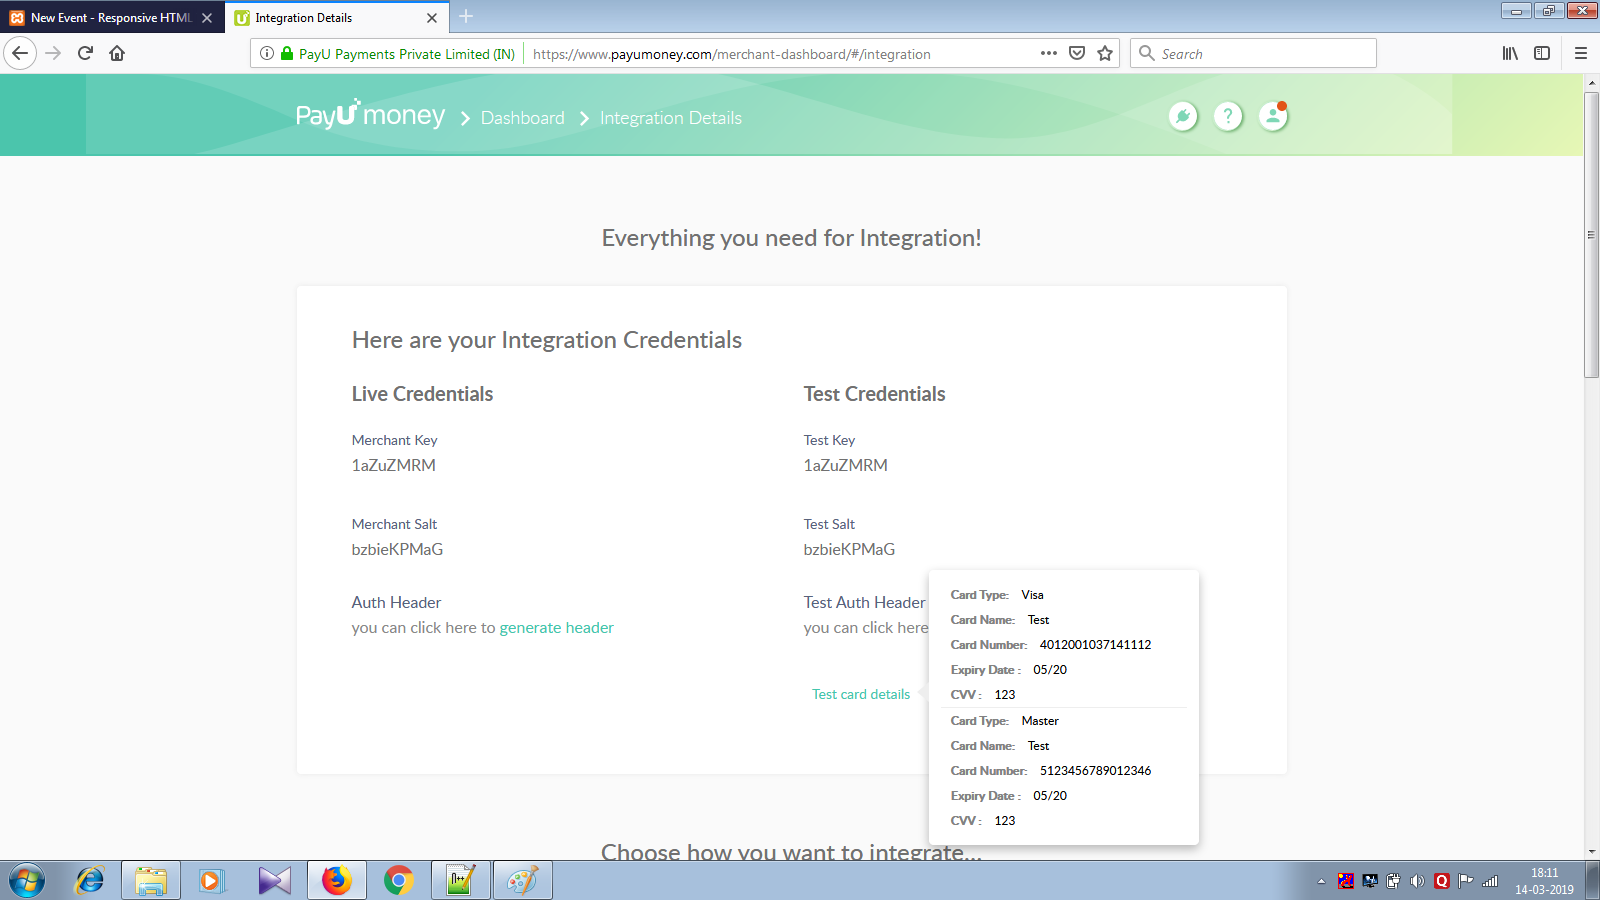 New Event - Responsive HTML
Integration Details
PayU Payments Private Limited (IN)
https://www.payumoney.com/merchant-dashboard/#/integration
Search
PayUmoney
Dashboard
Integration Details
?
Everything you need for Integration!
Here are your Integration Credentials
Live Credentials
Merchant Key
1aZuZMRM
Merchant Salt
bzbieKPMaG
Auth Header
you can click here to generate header
Test Credentials
Test Key
1aZuZMRM
Test Salt
bzbieKPMaG
Test Auth Header
you can click here
Test card details
Card Type: Visa
Card Name: Test
Card Number: 4012001037141112
Expiry Date : 05/20
CVV : 123
Card Type: Master
Card Name: Test
Card Number: 5123456789012346
Expiry Date : 05/20
CVV : 123
Choose how you want to integrate...
18:11
14-03-2019